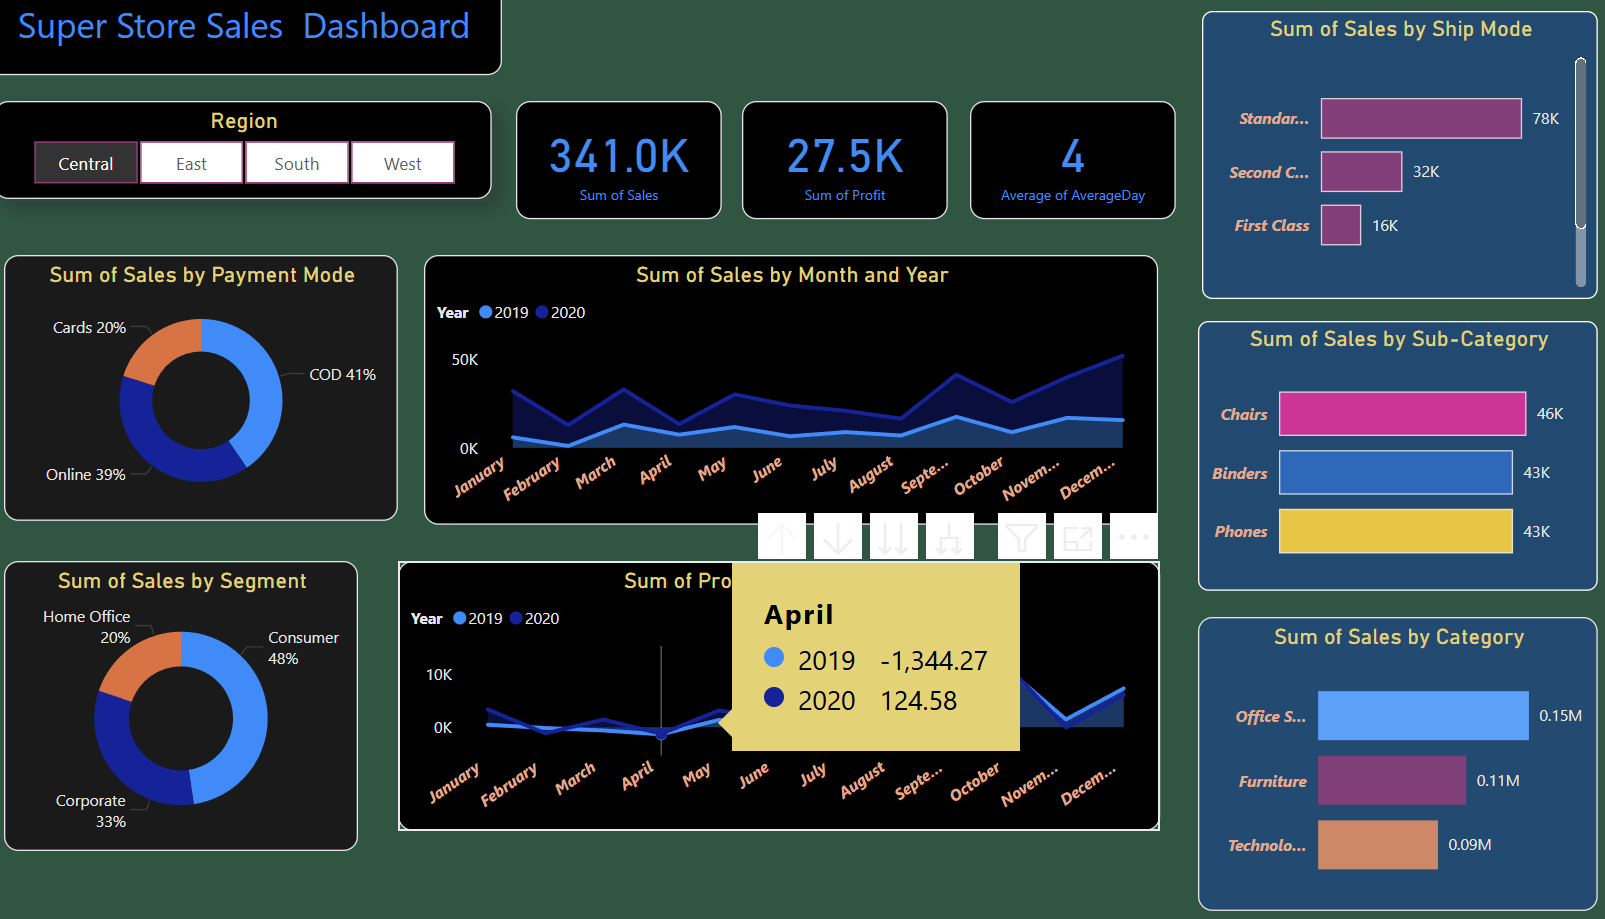 Super Store Sales  Dashboard
Region
Central
East
South
West
341.0K
Sum of Sales
27.5K
Sum of Profit
4
Average of AverageDay
Sum of Sales by Ship Mode
Standar...
78K
Second C...
32K
First Class
16K
Sum of Sales by Payment Mode
Cards 20%
COD 41%
Online 39%
Sum of Sales by Month and Year
Year
2019
2020
50K
0K
January
February
March
April
May
June
July
August
Septe...
October
Novem...
Decem...
Sum of Sales by Sub-Category
Chairs
46K
Binders
43K
Phones
43K
Sum of Sales by Segment
Home Office
20%
Consumer
48%
Corporate
33%
Sum of Pro
Year
2019
2020
10K
0K
January
February
March
April
May
June
July
August
Septe...
October
Novem...
Decem...
April
2019 -1,344.27
2020 124.58
Sum of Sales by Category
Office S...
0.15M
Furniture
0.11M
Technolo...
0.09M